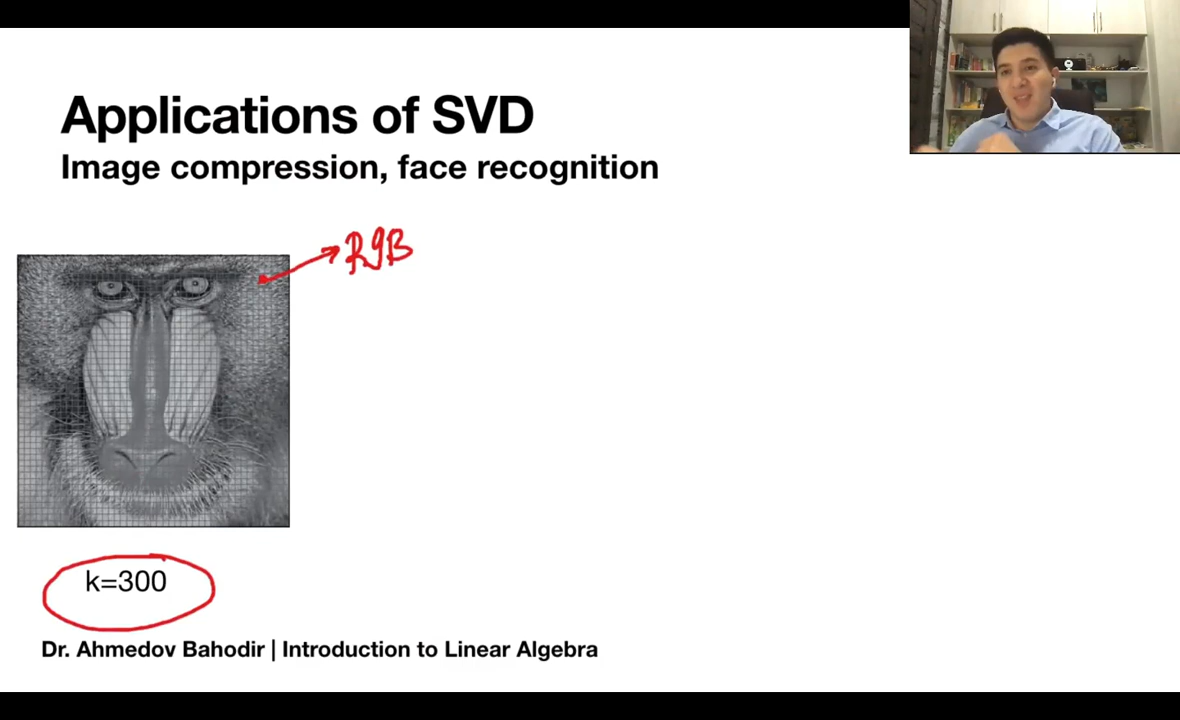 Applications of SVD
Image compression, face recognition
RGB
k=300
Dr. Ahmedov Bahodir | Introduction to Linear Algebra